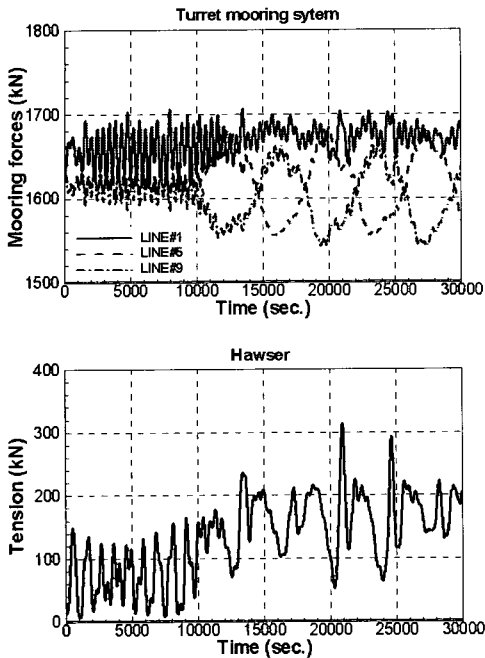 Turret mooring sytem
Mooring forces (kN)
1800
1700
1600
1500
LINE#1
LINE#5
LINE#9
0 5000 10000 15000 20000 25000 30000
Time (sec.)
Hawser
Tension (kN)
400
300
200
100
0
0 5000 10000 15000 20000 25000 30000
Time (sec.)